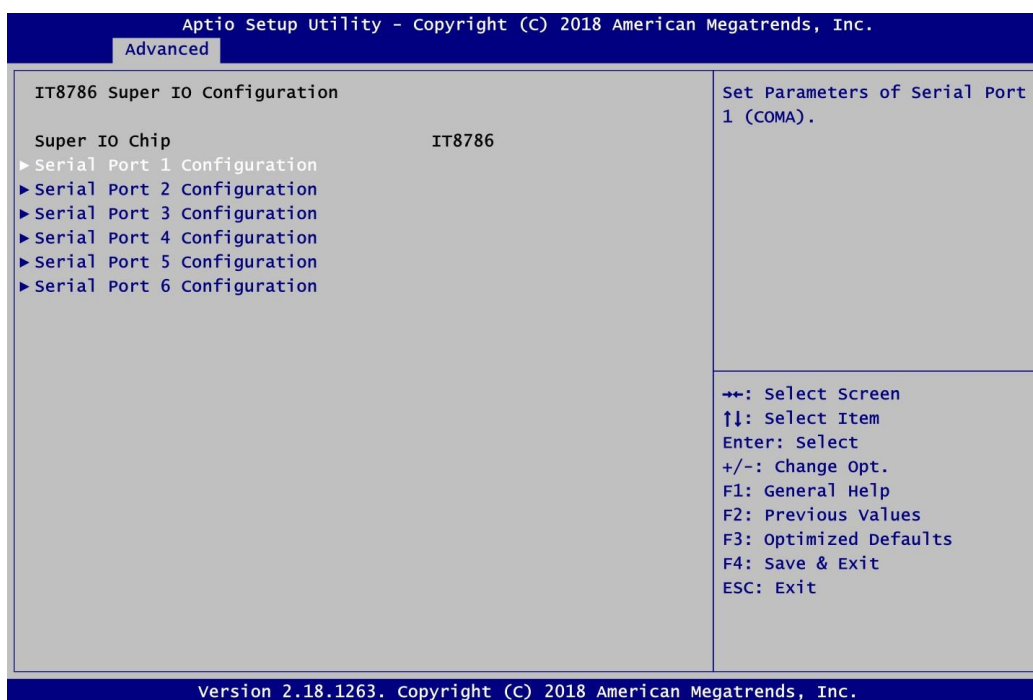 Aptio Setup Utility - Copyright (C) 2018 American Megatrends, Inc.
Advanced
IT8786 Super IO Configuration
Super IO Chip IT8786
▶ Serial Port 1 Configuration
▶ Serial Port 2 Configuration
▶ Serial Port 3 Configuration
▶ Serial Port 4 Configuration
▶ Serial Port 5 Configuration
▶ Serial Port 6 Configuration
Set Parameters of Serial Port
1 (COMA).
→←: Select Screen
↑↓: Select Item
Enter: Select
+/-: Change Opt.
F1: General Help
F2: Previous Values
F3: Optimized Defaults
F4: Save & Exit
ESC: Exit
Version 2.18.1263. Copyright (C) 2018 American Megatrends, Inc.